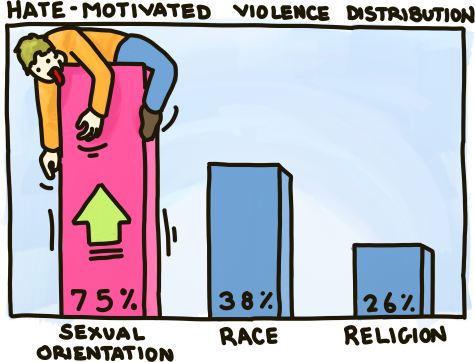 HATE-MOTIVATED VIOLENCE DISTRIBUTION
75%
38%
26%
SEXUAL ORIENTATION
RACE
RELIGION